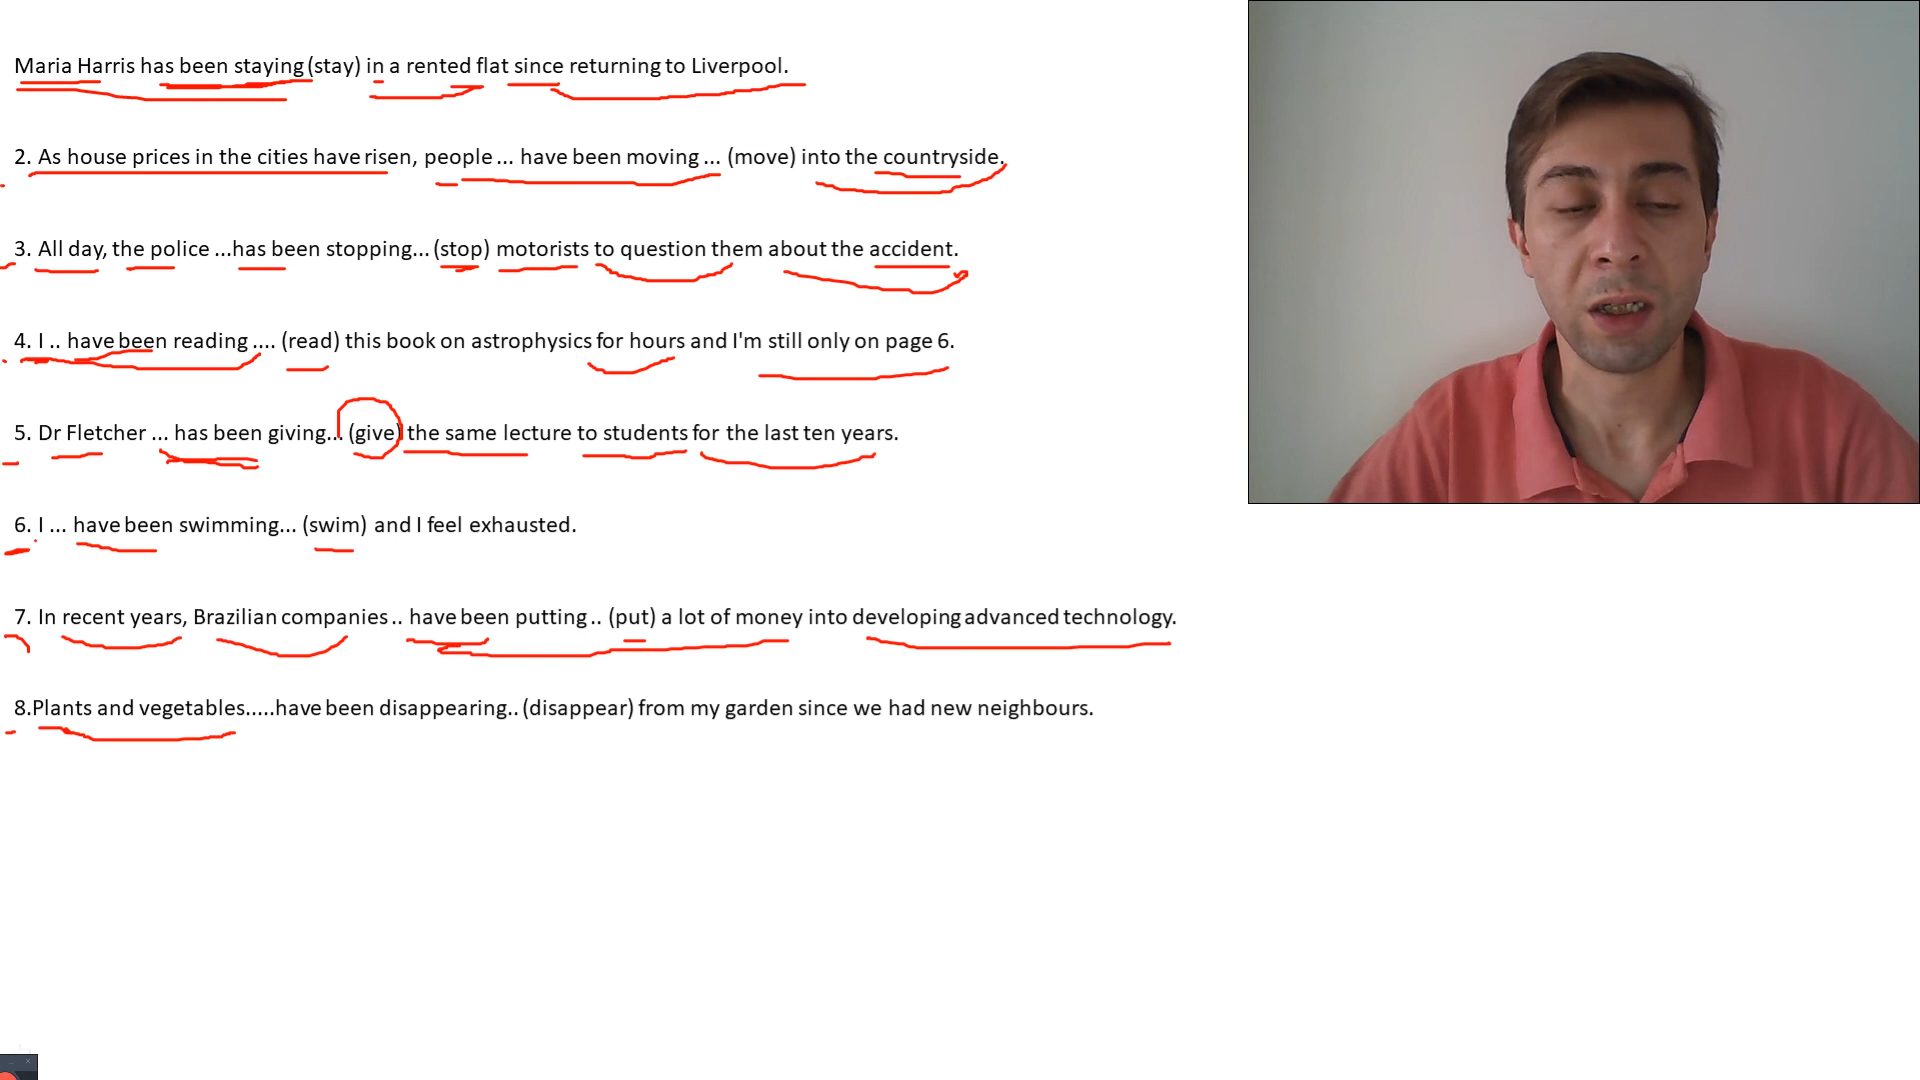 Maria Harris has been staying (stay) in a rented flat since returning to Liverpool.
2. As house prices in the cities have risen, people ... have been moving ... (move) into the countryside.
3. All day, the police ...has been stopping... (stop) motorists to question them about the accident.
4. I .. have been reading .... (read) this book on astrophysics for hours and I'm still only on page 6.
5. Dr Fletcher ... has been giving... (give) the same lecture to students for the last ten years.
6. I ... have been swimming... (swim) and I feel exhausted.
7. In recent years, Brazilian companies .. have been putting .. (put) a lot of money into developing advanced technology.
8.Plants and vegetables.....have been disappearing.. (disappear) from my garden since we had new neighbours.